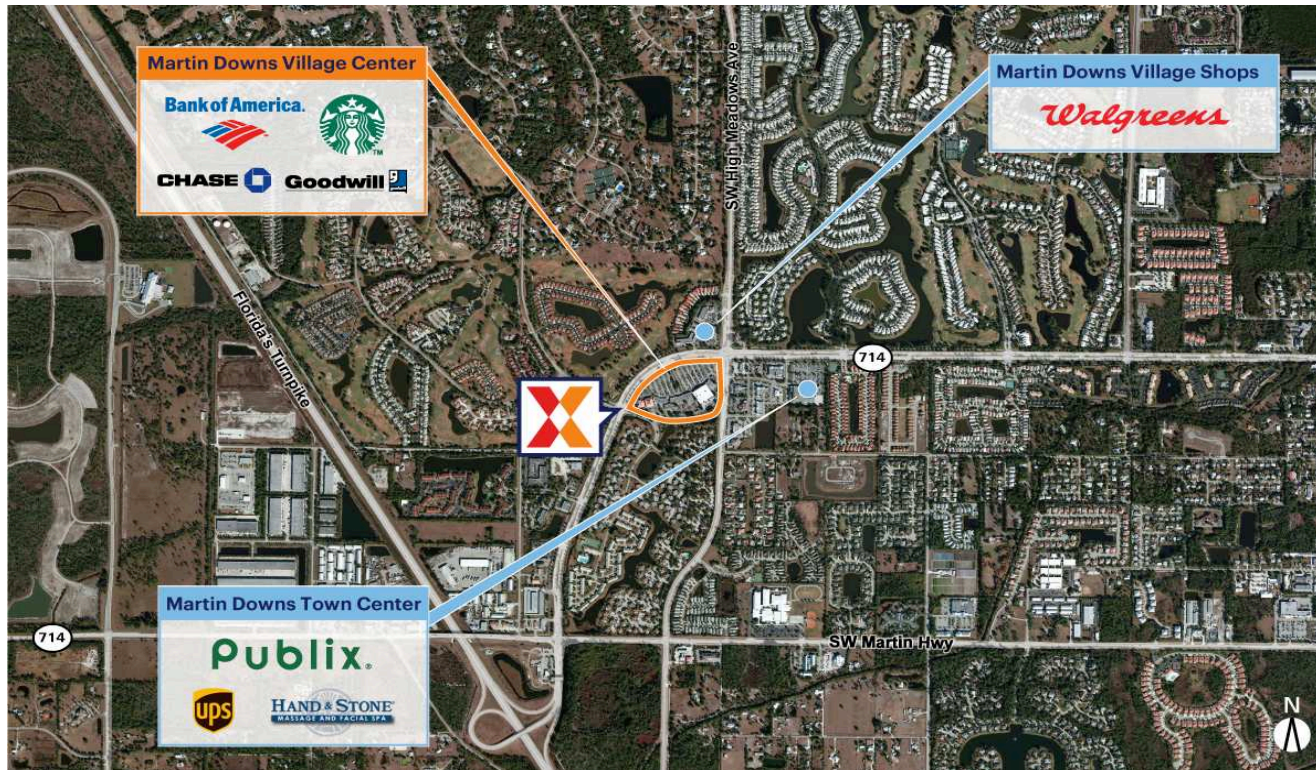 Martin Downs Village Center
Bank of America.
TM
CHASE
Goodwill
g
SW High Meadows Ave
Martin Downs Village Shops
Walgreens
Florida's Turnpike
714
Martin Downs Town Center
Publix.
ups
HAND & STONE
MASSAGE AND FACIAL SPA
714
SW Martin Hwy
N